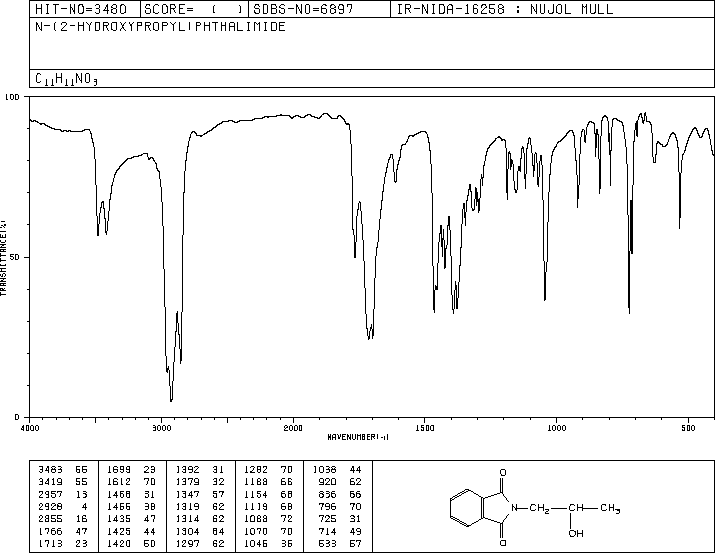 HIT-NO=3480 SCORE= ( ) SDBS-NO=6897 IR-NIDA-16258 : NUJOL MULL
N-(2-HYDROXYPROPYL)PHTHALIMIDE
C11H11NO3
100
50
0
TRANSMITTANCE(%)
4000 3000 2000 1500 1000 500
WAVENUMBER(-1)
3483 55 1699 23 1392 31 1282 70 1038 44
3419 55 1612 70 1379 32 1188 66 920 62
2957 13 1468 31 1347 57 1154 68 836 66
2928 4 1456 38 1319 62 1119 68 796 70
2855 16 1435 47 1314 62 1088 72 725 31
1766 47 1425 44 1304 64 1070 70 714 49
1713 23 1420 60 1297 62 1046 35 533 57
O
N CH2 CH CH3
OH
O